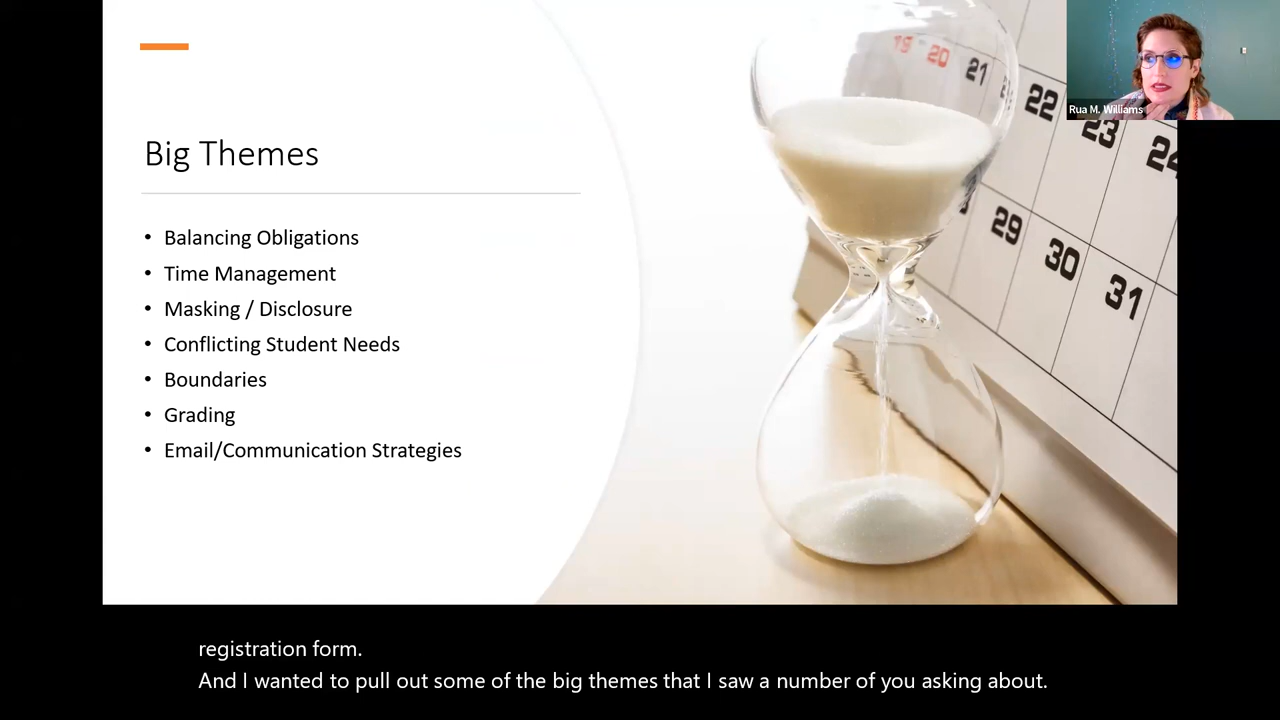 Big Themes
• Balancing Obligations
• Time Management
• Masking / Disclosure
• Conflicting Student Needs
• Boundaries
• Grading
• Email/Communication Strategies
19 20 21 22 23 24
29 30 31
Rua M. Williams
registration form.
And I wanted to pull out some of the big themes that I saw a number of you asking about.